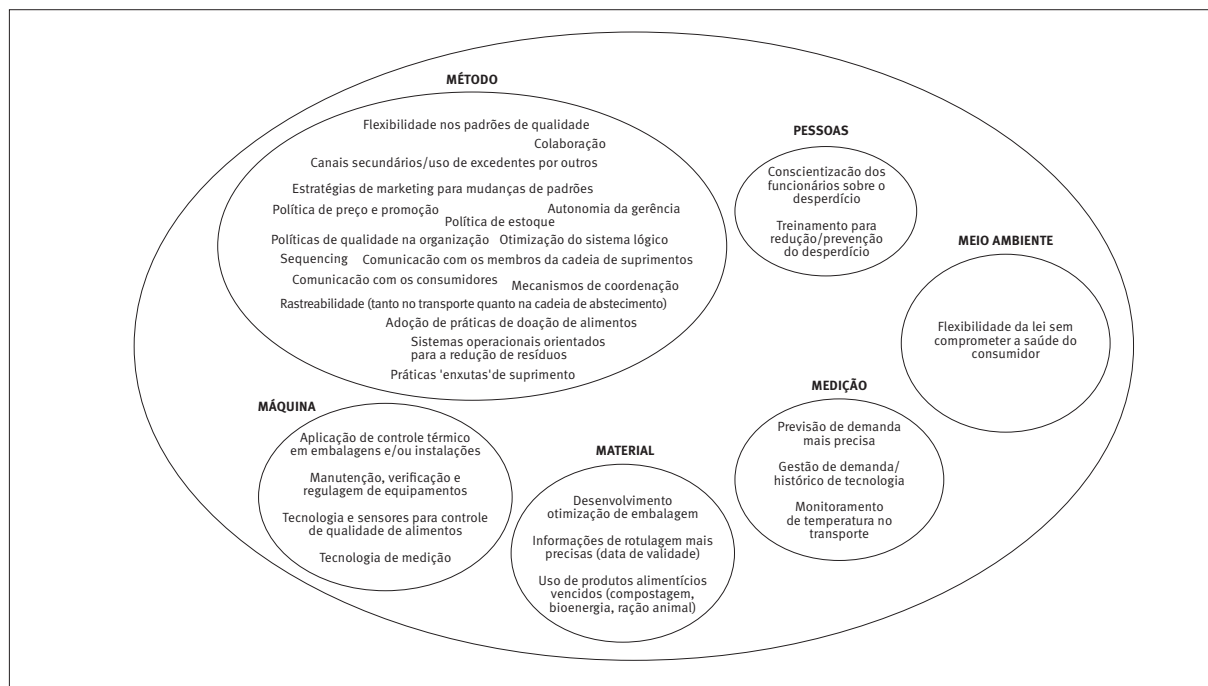 MÉTODO
Flexibilidade nos padrões de qualidade
Colaboração
Canais secundários/uso de excedentes por outros
Estratégias de marketing para mudanças de padrões
Política de preço e promoção
Autonomia da gerência
Política de estoque
Políticas de qualidade na organização
Otimização do sistema lógico
Sequencing
Comunicacão com os membros da cadeia de suprimentos
Comunicacão com os consumidores
Mecanismos de coordenação
Rastreabilidade (tanto no transporte quanto na cadeia de abastecimento)
Adoção de práticas de doação de alimentos
Sistemas operacionais orientados
para a redução de resíduos
Práticas 'enxutas'de suprimento
PESSOAS
Conscientizacão dos
funcionários sobre o
desperdício
Treinamento para
redução/prevenção
do desperdício
MEIO AMBIENTE
Flexibilidade da lei sem
comprometer a saúde do
consumidor
MÁQUINA
Aplicação de controle térmico
em embalagens e/ou instalações
Manutenção, verificação e
regulagem de equipamentos
Tecnologia e sensores para controle
de qualidade de alimentos
Tecnologia de medição
MATERIAL
Desenvolvimento
otimização de embalagem
Informações de rotulagem mais
precisas (data de validade)
Uso de produtos alimentícios
vencidos (compostagem,
bioenergia, ração animal)
MEDIÇÃO
Previsão de demanda
mais precisa
Gestão de demanda/
histórico de tecnologia
Monitoramento
de temperatura no
transporte